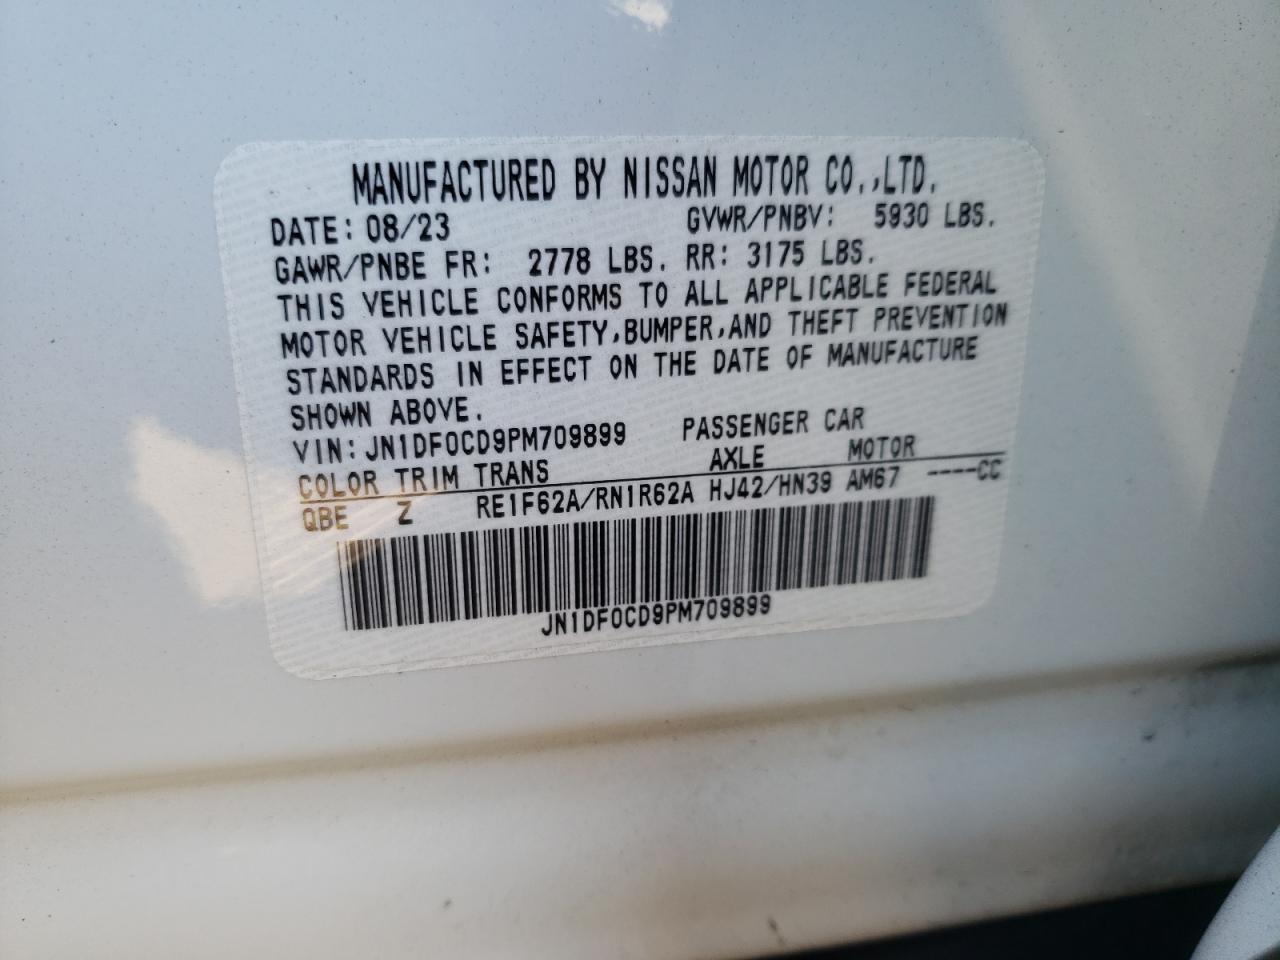 MANUFACTURED BY NISSAN MOTOR CO.,LTD.
DATE: 08/23 GVWR/PNBV: 5930 LBS.
GAWR/PNBE FR: 2778 LBS. RR: 3175 LBS.
THIS VEHICLE CONFORMS TO ALL APPLICABLE FEDERAL
MOTOR VEHICLE SAFETY,BUMPER,AND THEFT PREVENTION
STANDARDS IN EFFECT ON THE DATE OF MANUFACTURE
SHOWN ABOVE.
VIN: JN1DF0CD9PM709899 PASSENGER CAR
COLOR TRIM TRANS AXLE MOTOR
QBE Z RE1F62A/RN1R62A HJ42/HN39 AM67 ----CC
JN1DF0CD9PM709899